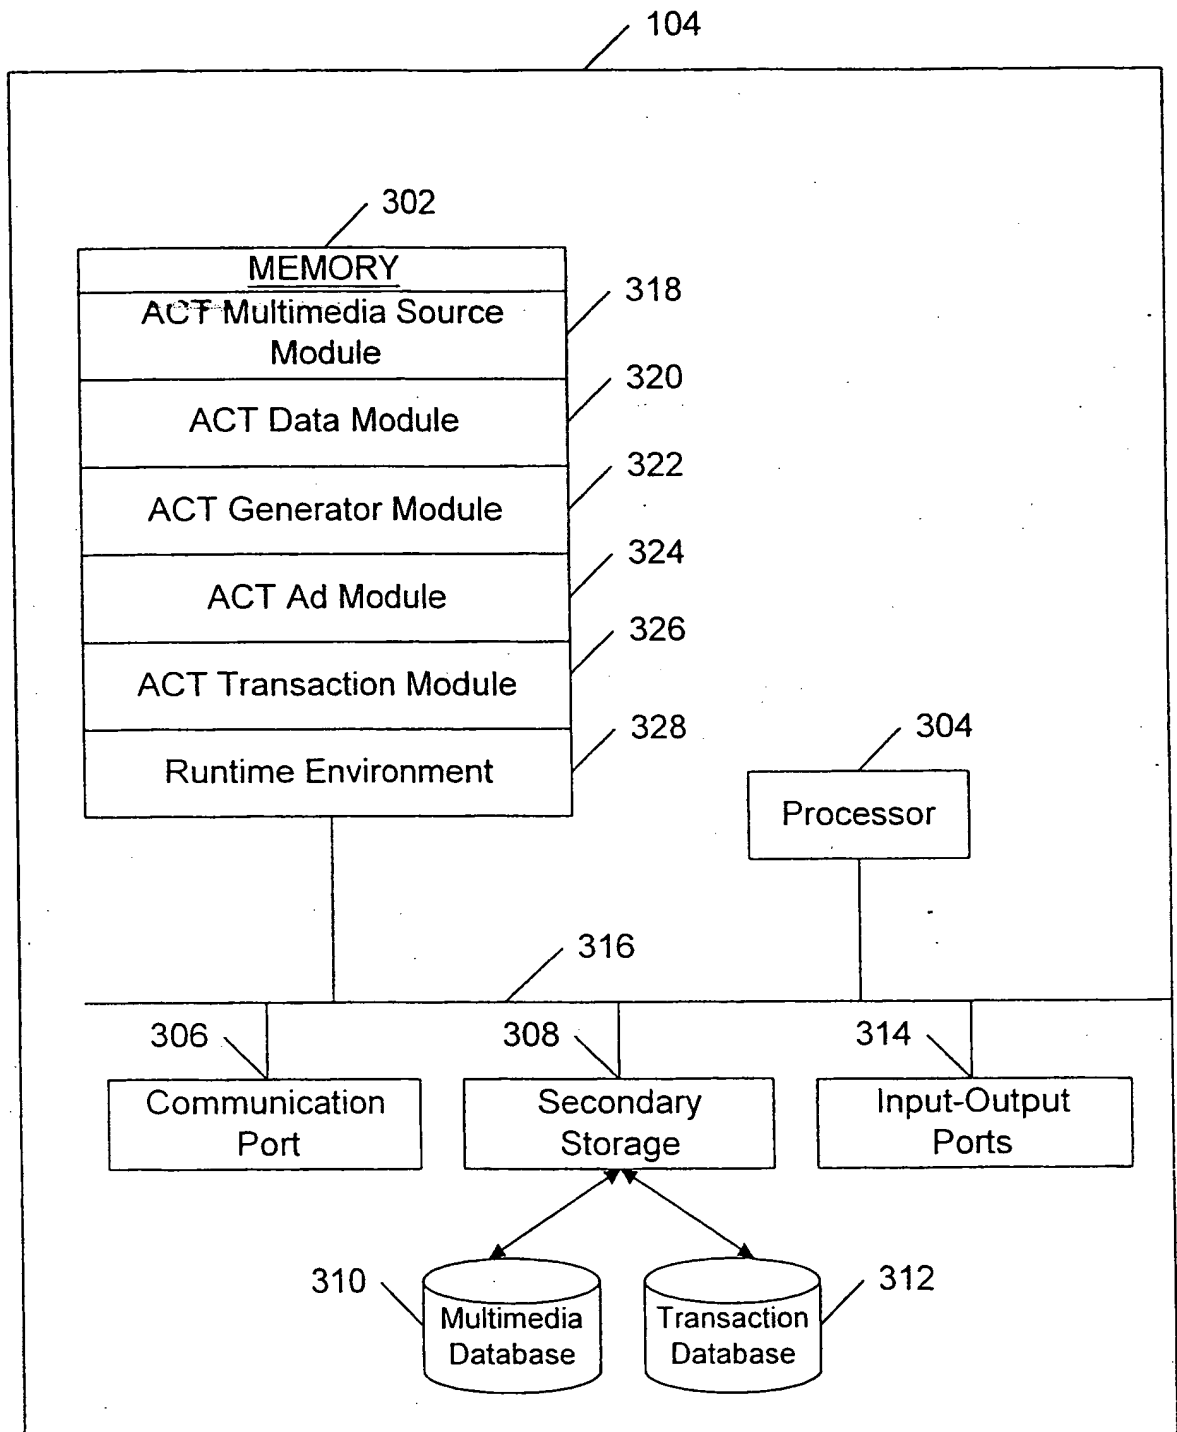 104
302
MEMORY
ACT Multimedia Source
Module
318
ACT Data Module
320
ACT Generator Module
322
ACT Ad Module
324
ACT Transaction Module
326
Runtime Environment
328
304
Processor
316
306
Communication
Port
308
Secondary
Storage
314
Input-Output
Ports
310
Multimedia
Database
Transaction
Database
312